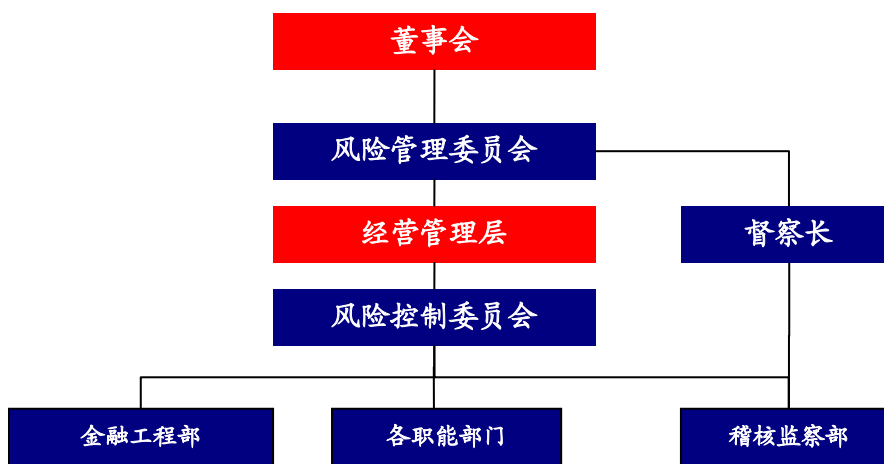 董事会
风险管理委员会
经营管理层
督察长
风险控制委员会
金融工程部
各职能部门
稽核监察部